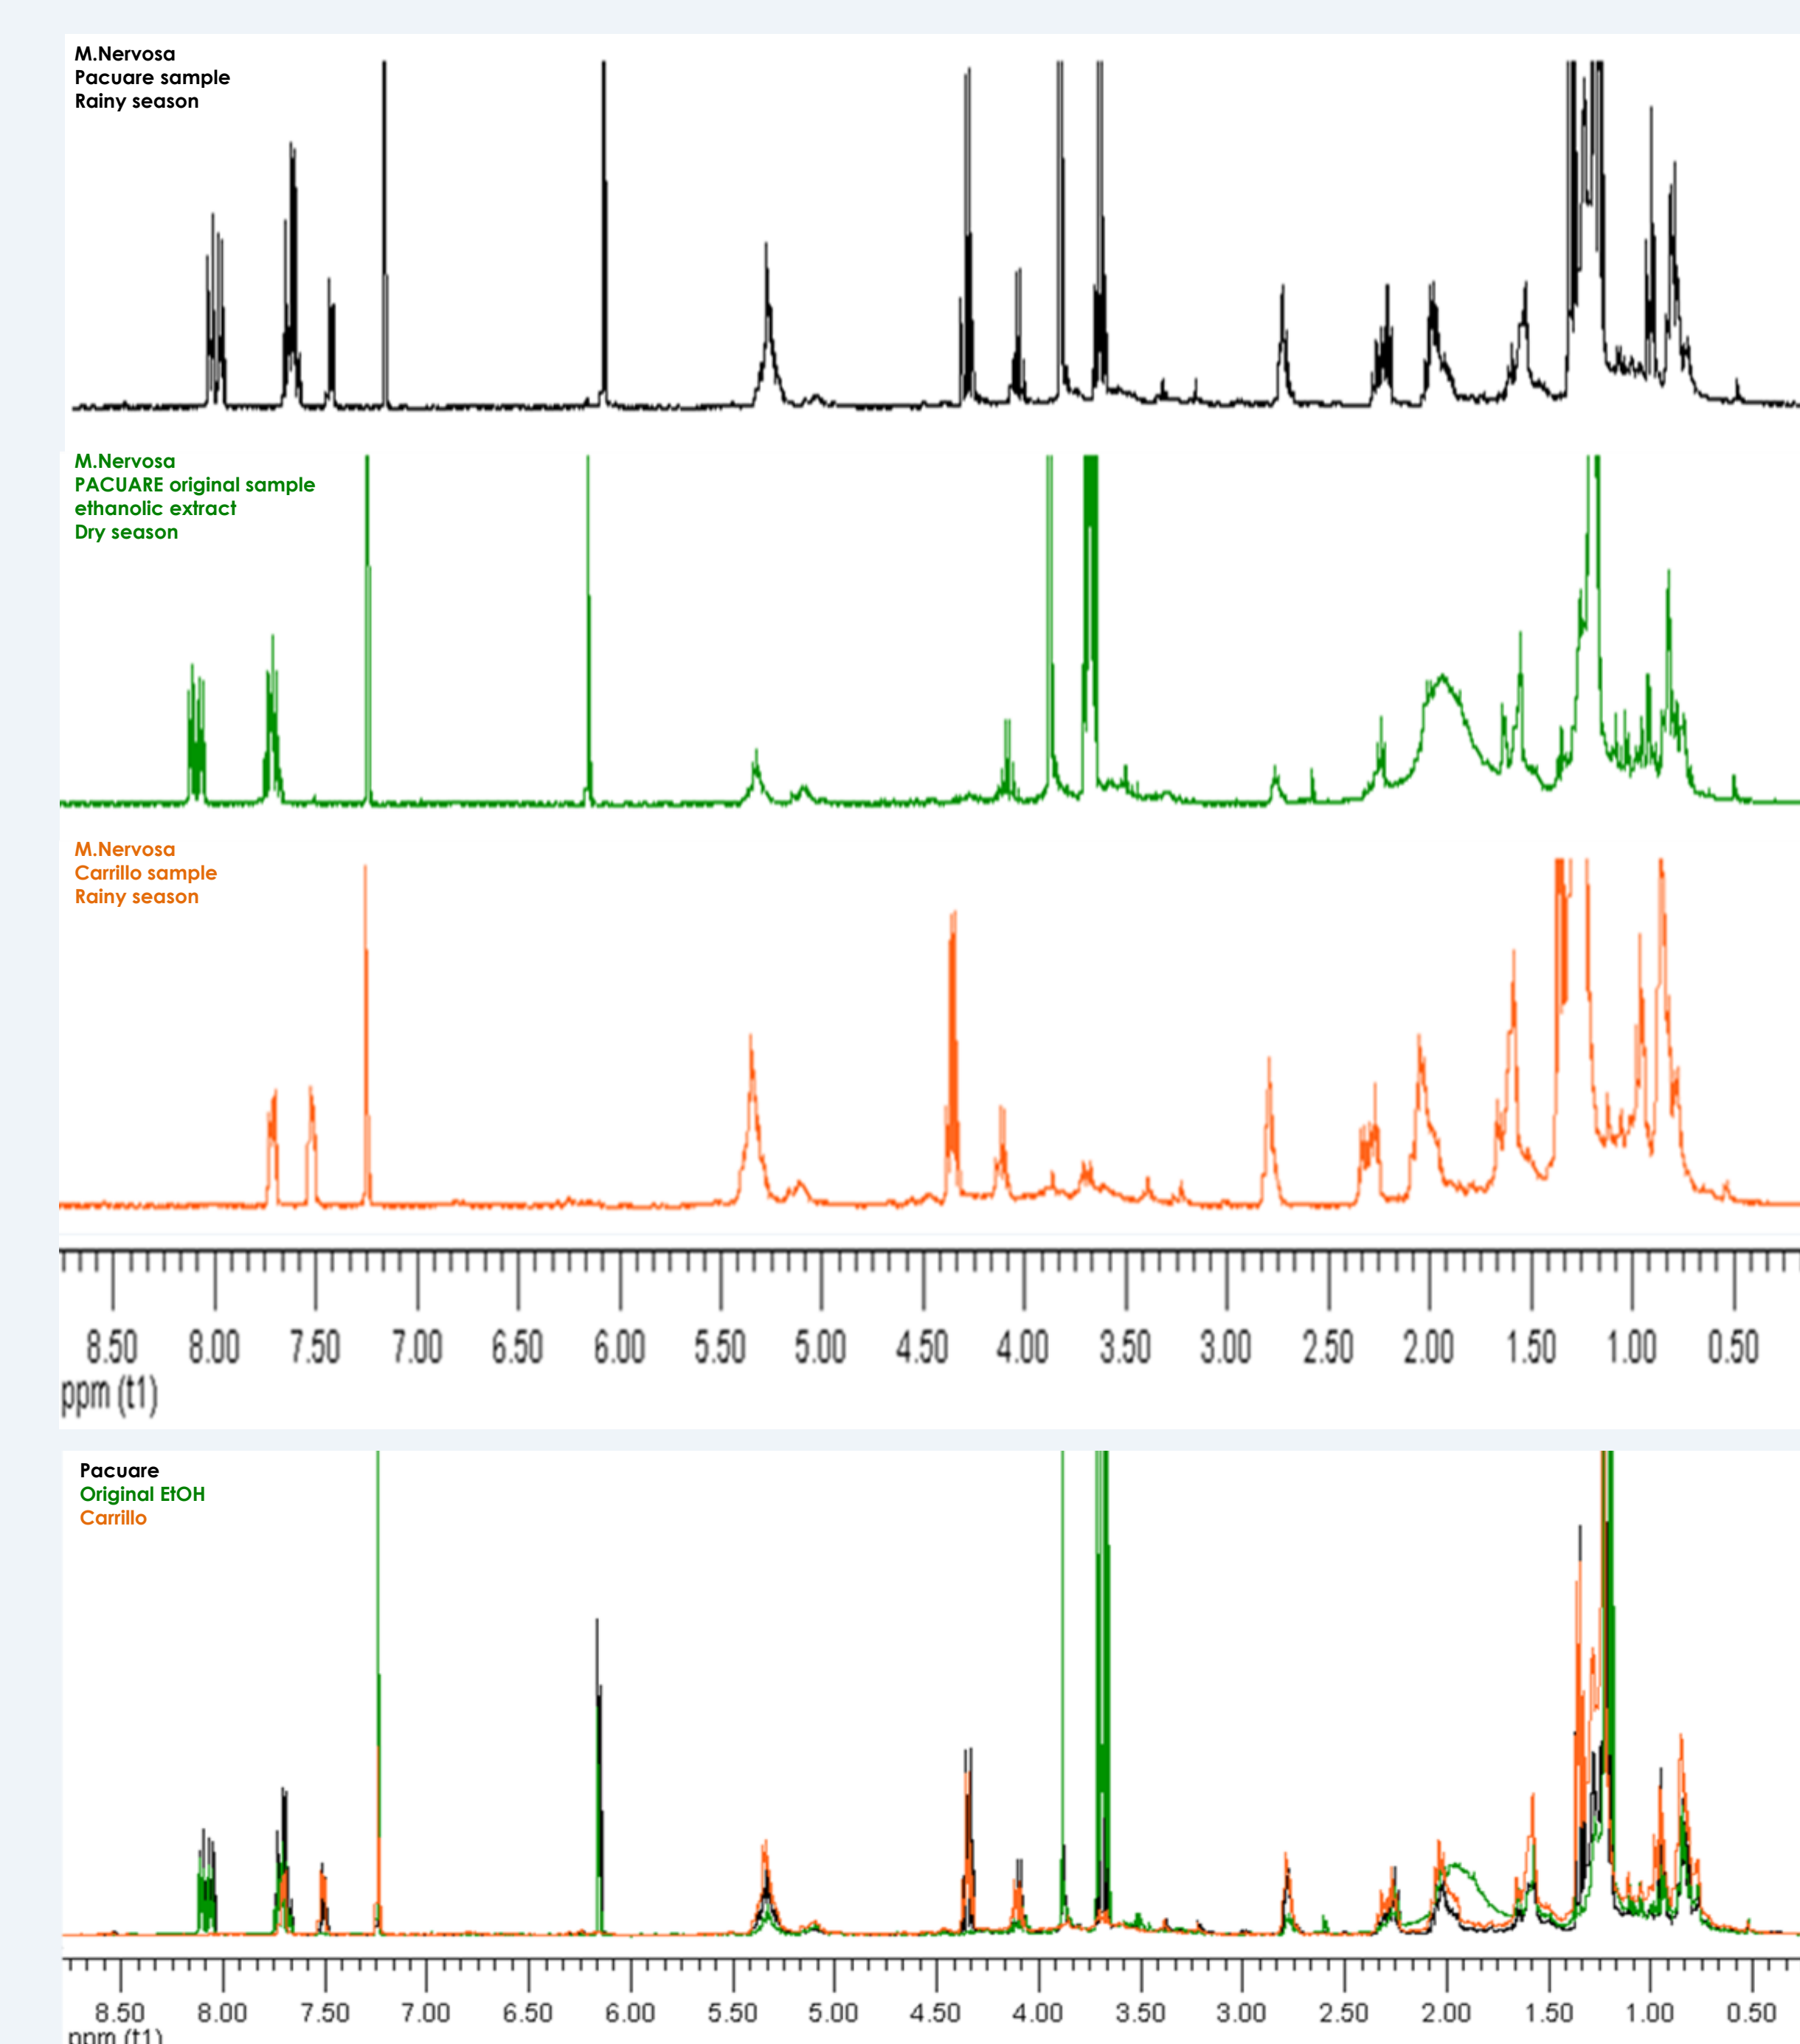 M.Nervosa
Pacuare sample
Rainy season
M.Nervosa
PACUARE original sample
ethanolic extract
Dry season
M.Nervosa
Carrillo sample
Rainy season
8.50 8.00 7.50 7.00 6.50 6.00 5.50 5.00 4.50 4.00 3.50 3.00 2.50 2.00 1.50 1.00 0.50
ppm (t1)
Pacuare
Original EtOH
Carrillo
8.50 8.00 7.50 7.00 6.50 6.00 5.50 5.00 4.50 4.00 3.50 3.00 2.50 2.00 1.50 1.00 0.50
ppm (t1)